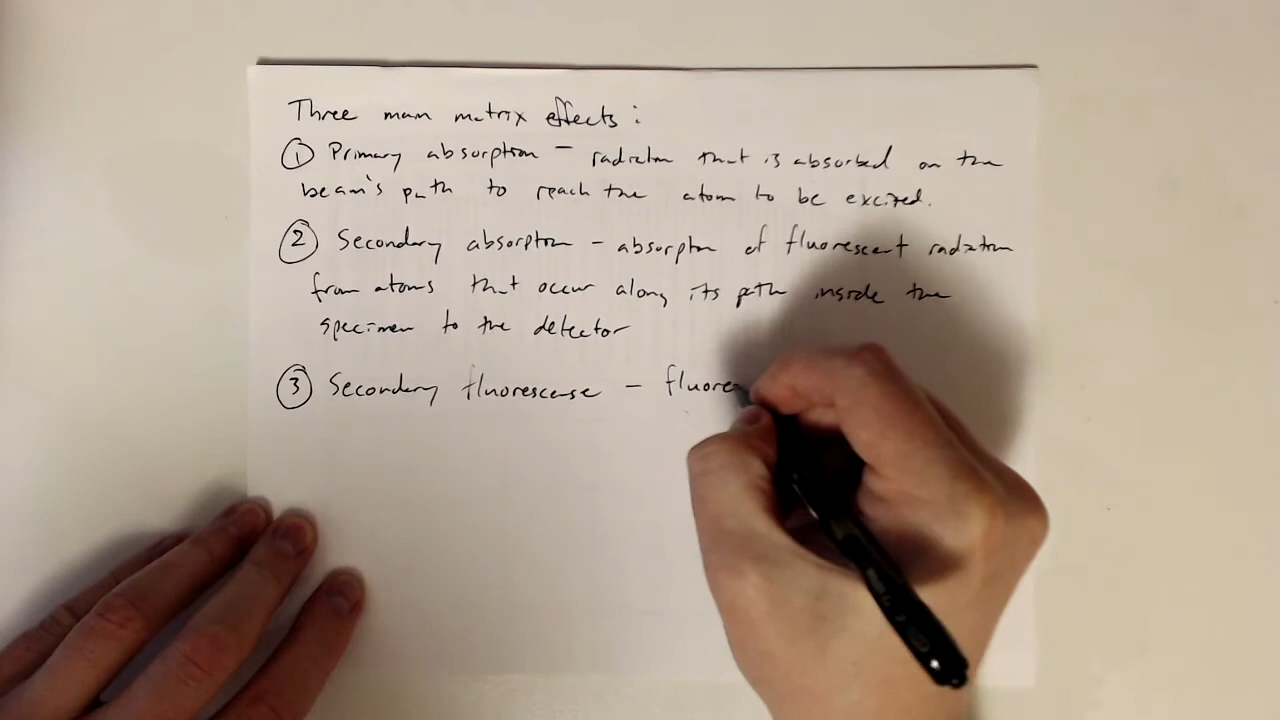 Three main matrix effects:
① Primary absorption – radiation that is absorbed on the
beam's path to reach the atom to be excited.
② Secondary absorption – absorption of fluorescent radiation
from atoms that occur along its path inside the
specimen to the detector
③ Secondary fluorescense – fluore